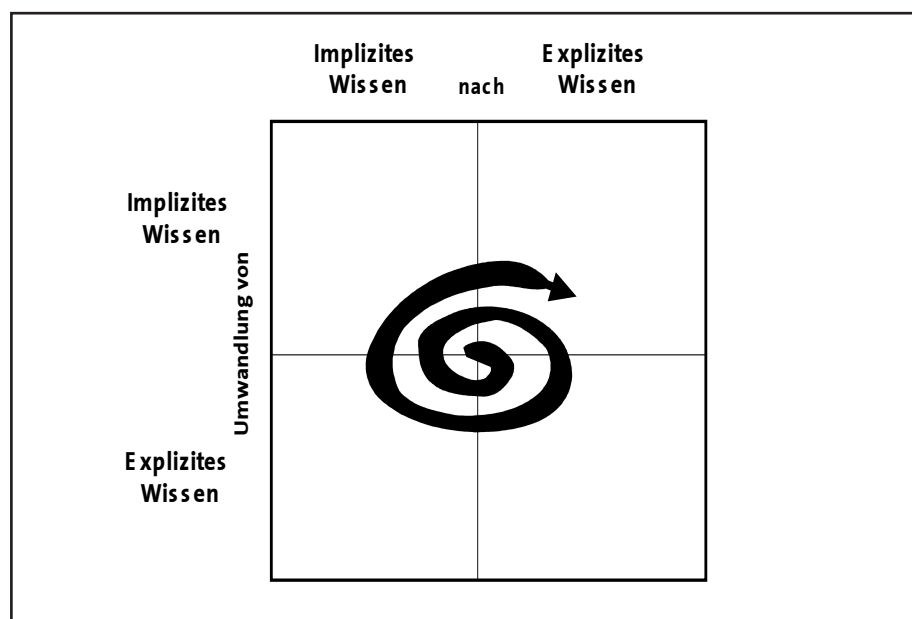 Implizites
Wissen
nach
Explizites
Wissen
Implizites
Wissen
Umwandlung von
Explizites
Wissen